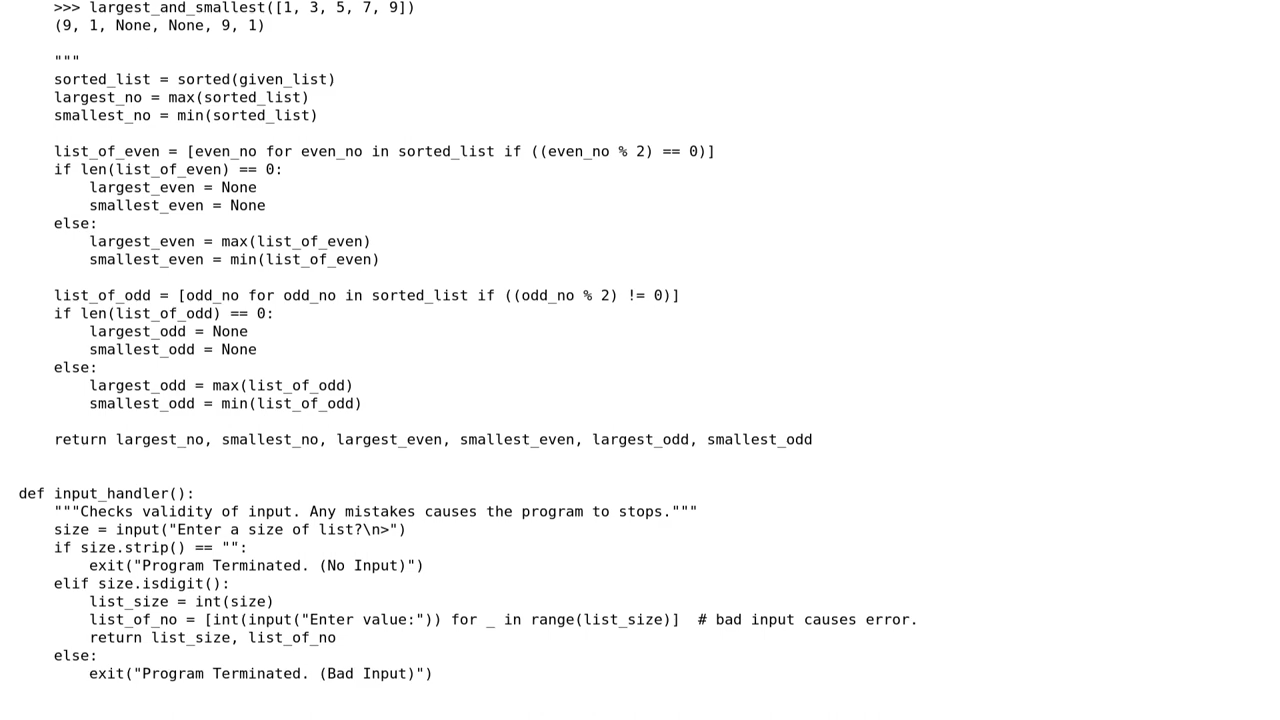 >>> largest_and_smallest([1, 3, 5, 7, 9])
    (9, 1, None, None, 9, 1)

    """
    sorted_list = sorted(given_list)
    largest_no = max(sorted_list)
    smallest_no = min(sorted_list)

    list_of_even = [even_no for even_no in sorted_list if ((even_no % 2) == 0)]
    if len(list_of_even) == 0:
        largest_even = None
        smallest_even = None
    else:
        largest_even = max(list_of_even)
        smallest_even = min(list_of_even)

    list_of_odd = [odd_no for odd_no in sorted_list if ((odd_no % 2) != 0)]
    if len(list_of_odd) == 0:
        largest_odd = None
        smallest_odd = None
    else:
        largest_odd = max(list_of_odd)
        smallest_odd = min(list_of_odd)

    return largest_no, smallest_no, largest_even, smallest_even, largest_odd, smallest_odd


def input_handler():
    """Checks validity of input. Any mistakes causes the program to stops."""
    size = input("Enter a size of list?\n>")
    if size.strip() == "":
        exit("Program Terminated. (No Input)")
    elif size.isdigit():
        list_size = int(size)
        list_of_no = [int(input("Enter value:")) for _ in range(list_size)]  # bad input causes error.
        return list_size, list_of_no
    else:
        exit("Program Terminated. (Bad Input)")